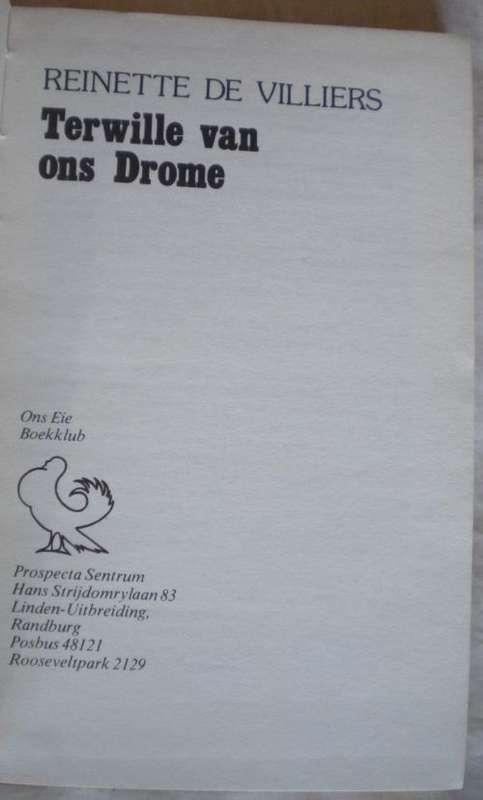 REINETTE DE VILLIERS
Terwille van
ons Drome
Ons Eie
Boekklub
Prospecta Sentrum
Hans Strijdomrylaan 83
Linden-Uitbreiding,
Randburg
Posbus 48121
Rooseveltpark 2129